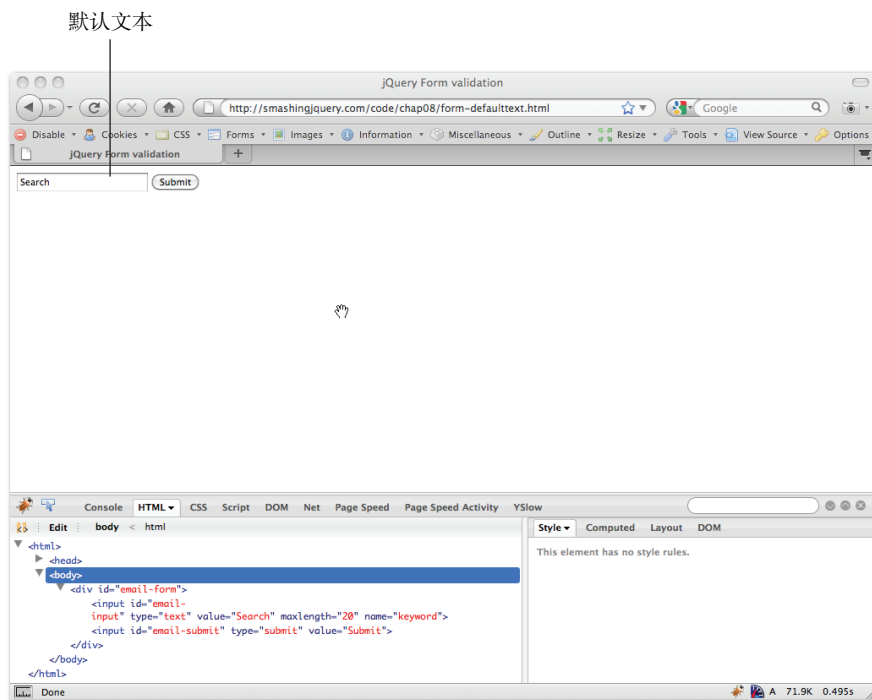 默认文本
jQuery Form validation
http://smashingjquery.com/code/chap08/form-defaulttext.html
Google
Disable Cookies CSS Forms Images Information Miscellaneous Outline Resize Tools View Source Options
jQuery Form validation +
Search Submit
Console HTML CSS Script DOM Net Page Speed Page Speed Activity YSlow
Edit body < html
Style Computed Layout DOM
<html>
This element has no style rules.
<head>
<body>
<div id="email-form">
<input id="email-
input" type="text" value="Search" maxlength="20" name="keyword">
<input id="email-submit" type="submit" value="Submit">
</div>
</body>
</html>
Done
A 71.9K 0.495s